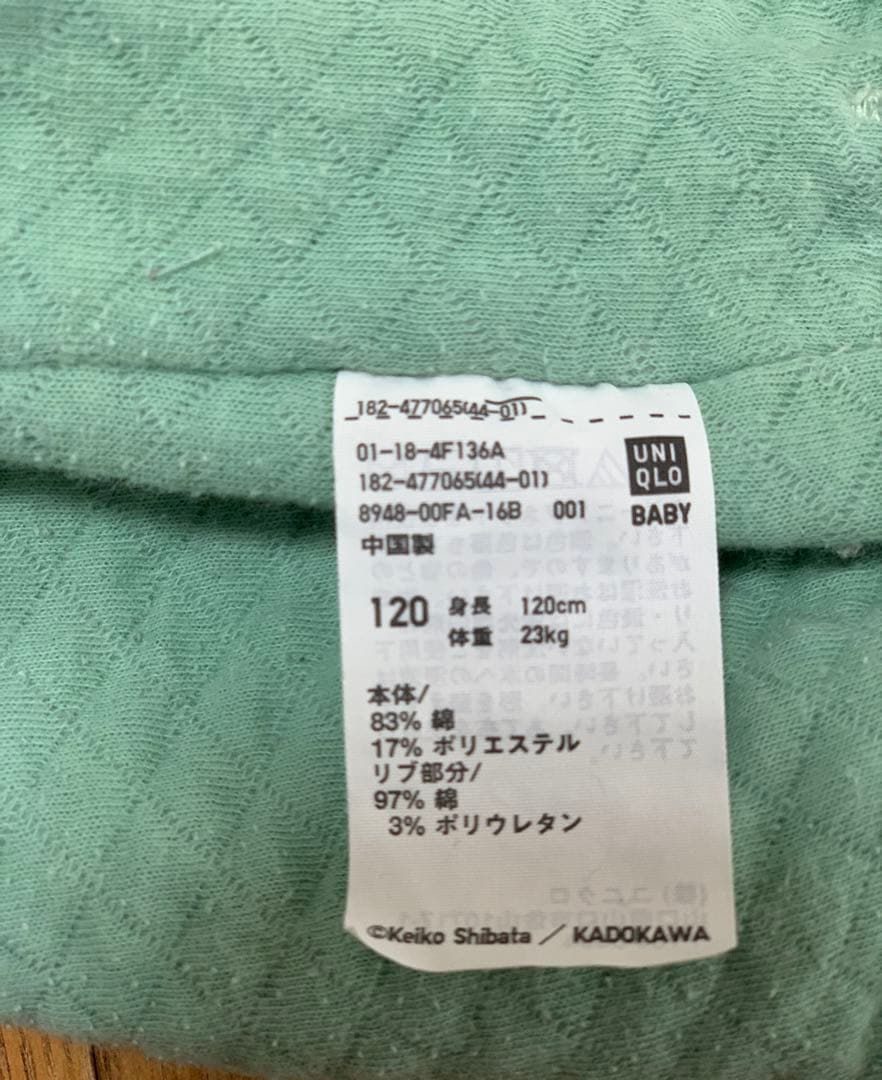 182-477065(44-01)
01-18-4F136A
182-477065(44-01)
8948-00FA-16B 001
中国製
UNI
QLO
BABY
120 身長 120cm
体重 23kg
本体/
83% 綿
17% ポリエステル
リブ部分/
97% 綿
3% ポリウレタン
©Keiko Shibata / KADOKAWA